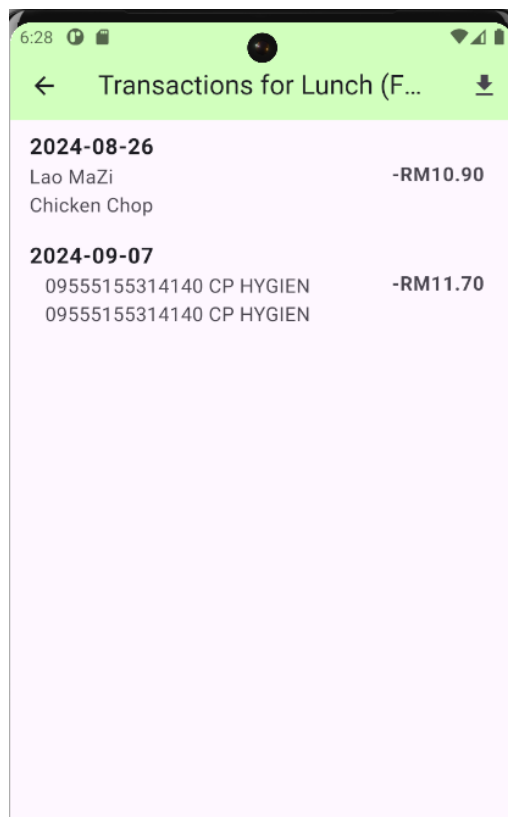 6:28
Transactions for Lunch (F...
2024-08-26
Lao MaZi
-RM10.90
Chicken Chop
2024-09-07
09555155314140 CP HYGIEN
-RM11.70
09555155314140 CP HYGIEN